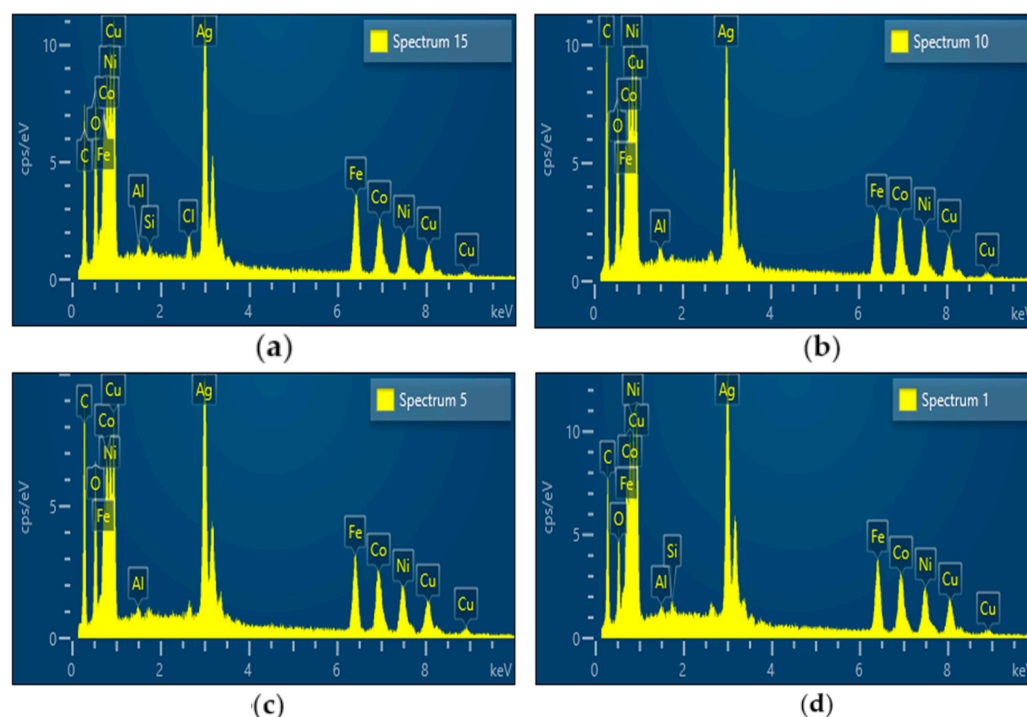 Cu
Ag
Spectrum 15
10
Ni
Co
O
C
Fe
5
Al
Si
Cl
Fe
Co
Ni
Cu
Cu
0
cps/eV
0 2 4 6 8 keV
(a)
C
Ni
Ag
Spectrum 10
10
Cu
Co
O
Fe
5
Al
Fe
Co
Ni
Cu
Cu
0
cps/eV
0 2 4 6 8 keV
(b)
Cu
Ag
Spectrum 5
C
Co
Ni
O
Fe
5
Al
Fe
Co
Ni
Cu
Cu
0
cps/eV
0 2 4 6 8 keV
(c)
Ni
Ag
Spectrum 1
Cu
10
Co
C
Fe
O
5
Si
Al
Fe
Co
Ni
Cu
Cu
0
cps/eV
0 2 4 6 8 keV
(d)